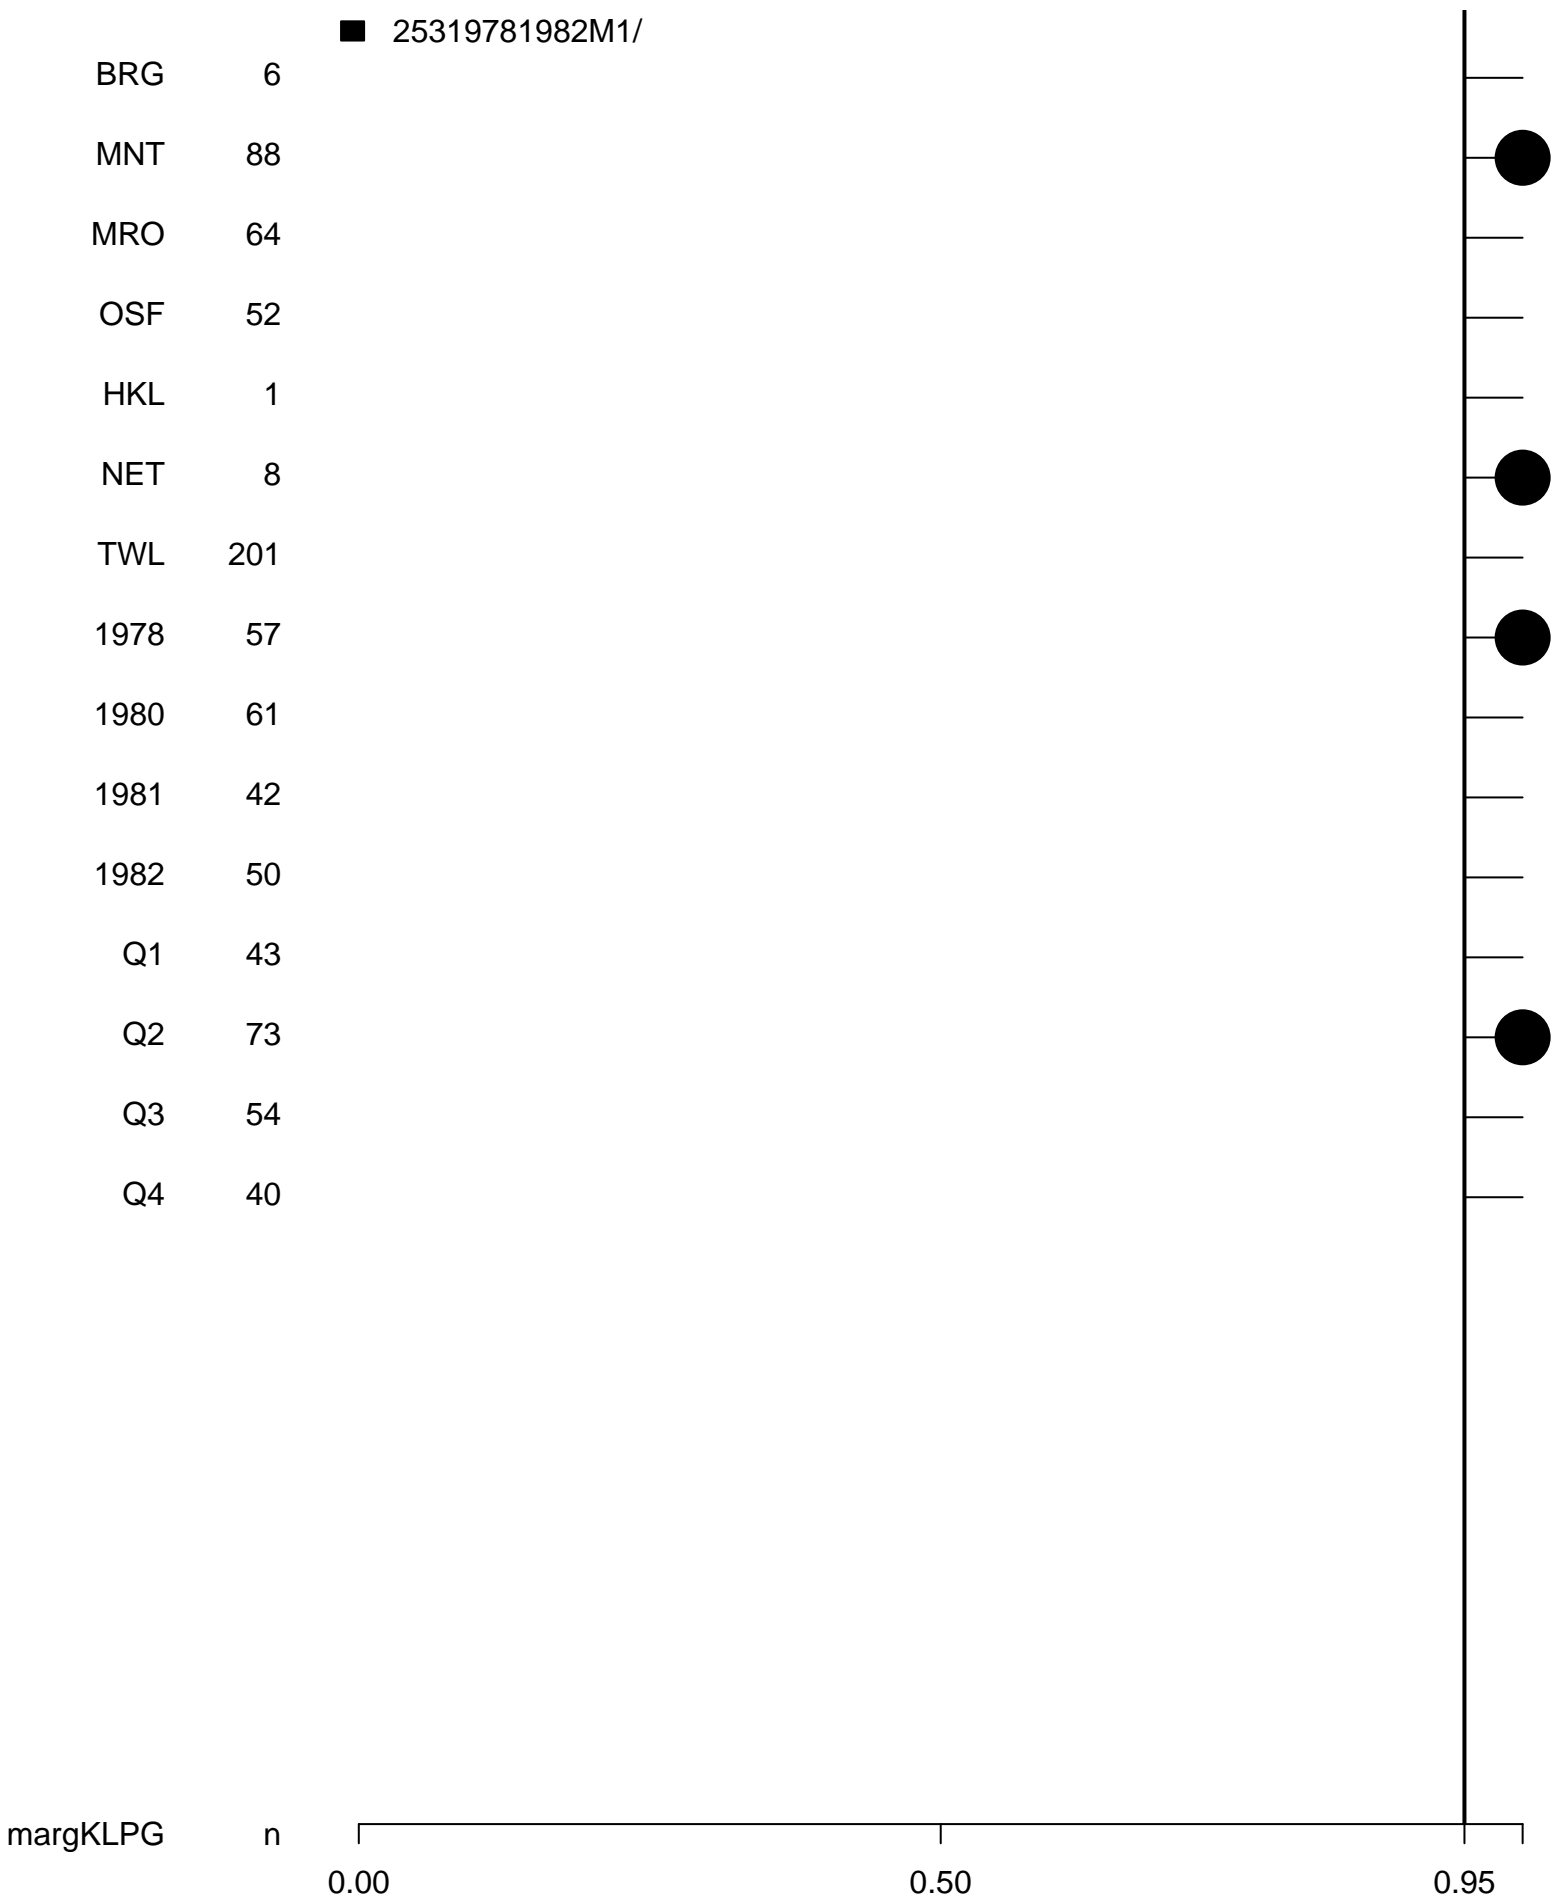 25319781982M1/
BRG 6
MNT 88
MRO 64
OSF 52
HKL 1
NET 8
TWL 201
1978 57
1980 61
1981 42
1982 50
Q1 43
Q2 73
Q3 54
Q4 40
margKLPG n
0.00 0.50 0.95